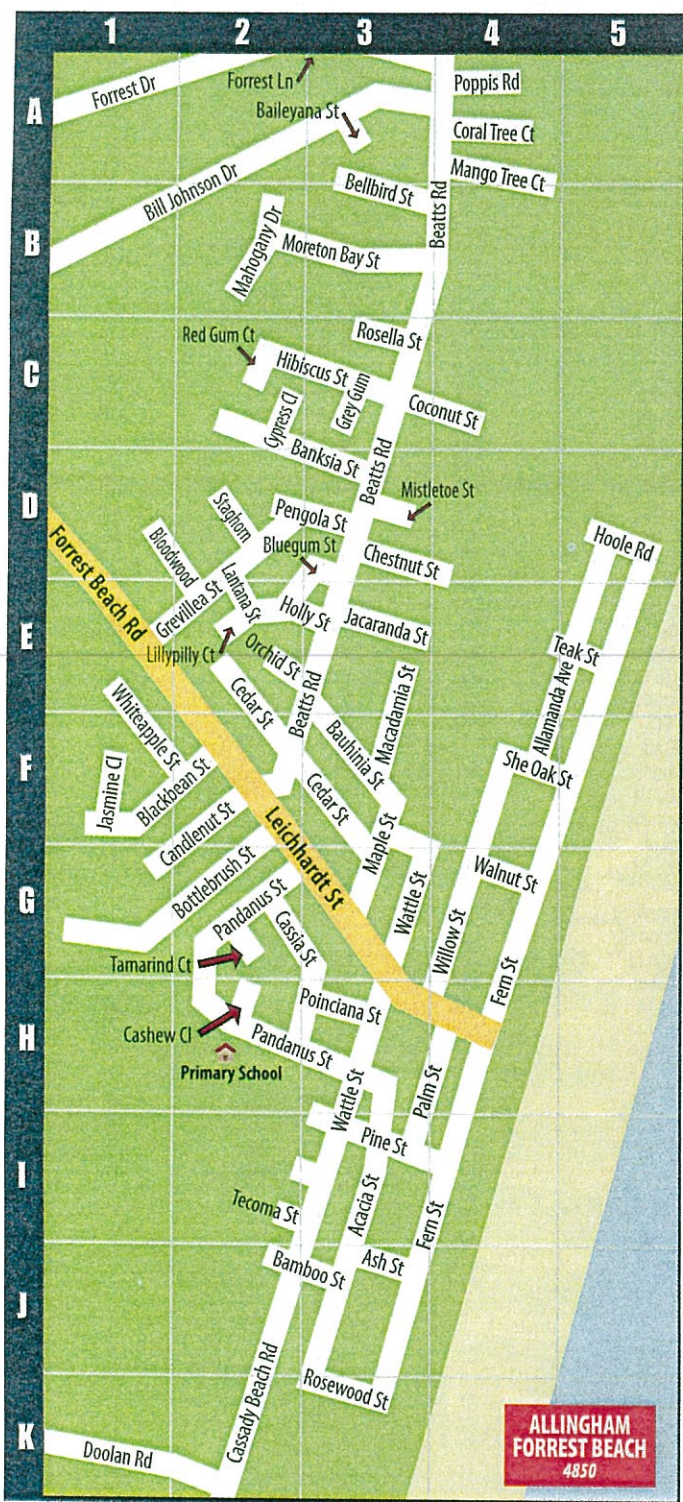 1 2 3 4 5
A
B
C
D
E
F
G
H
I
J
K
Forrest Dr
Forrest Ln
Poppis Rd
Baileyana St
Coral Tree Ct
Mango Tree Ct
Bill Johnson Dr
Bellbird St
Beatts Rd
Mahogany Dr
Moreton Bay St
Rosella St
Red Gum Ct
Hibiscus St
Grey Gum
Coconut St
Cypress Cl
Banksia St
Beatts Rd
Mistletoe St
Staghorn
Pengola St
Bloodwood
Bluegum St
Chestnut St
Hoole Rd
Forrest Beach Rd
Grevillea St
Lantana St
Holly St
Jacaranda St
Lillypilly Ct
Orchid St
Teak St
Allamanda Ave
Cedar St
Beatts Rd
Macadamia St
Whiteapple St
Bauhinia St
She Oak St
Jasmine Cl
Blackbean St
Cedar St
Candlenut St
Leichhardt St
Maple St
Bottlebrush St
Wattle St
Walnut St
Pandanus St
Cassia St
Willow St
Tamarind Ct
Fern St
Poinciana St
Cashew Cl
Pandanus St
Primary School
Wattle St
Palm St
Pine St
Acacia St
Tecoma St
Fern St
Bamboo St
Ash St
Rosewood St
Cassady Beach Rd
Doolan Rd
ALLINGHAM
FORREST BEACH
4850